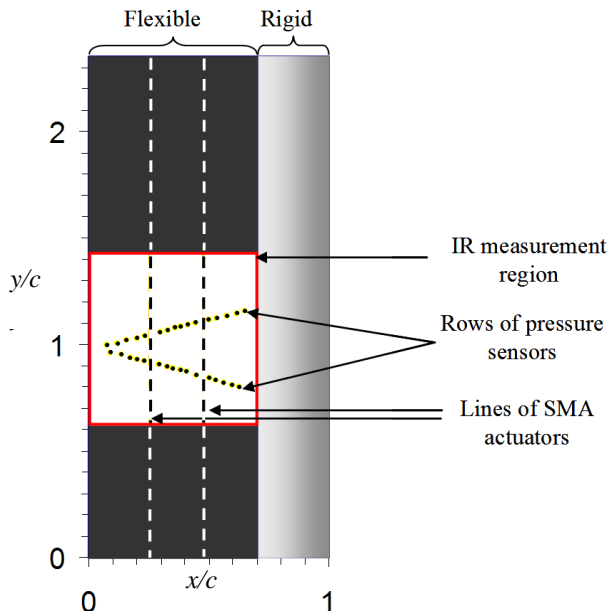 Flexible Rigid
2
IR measurement
region
y/c
Rows of pressure
sensors
1
Lines of SMA
actuators
0
x/c
0 1